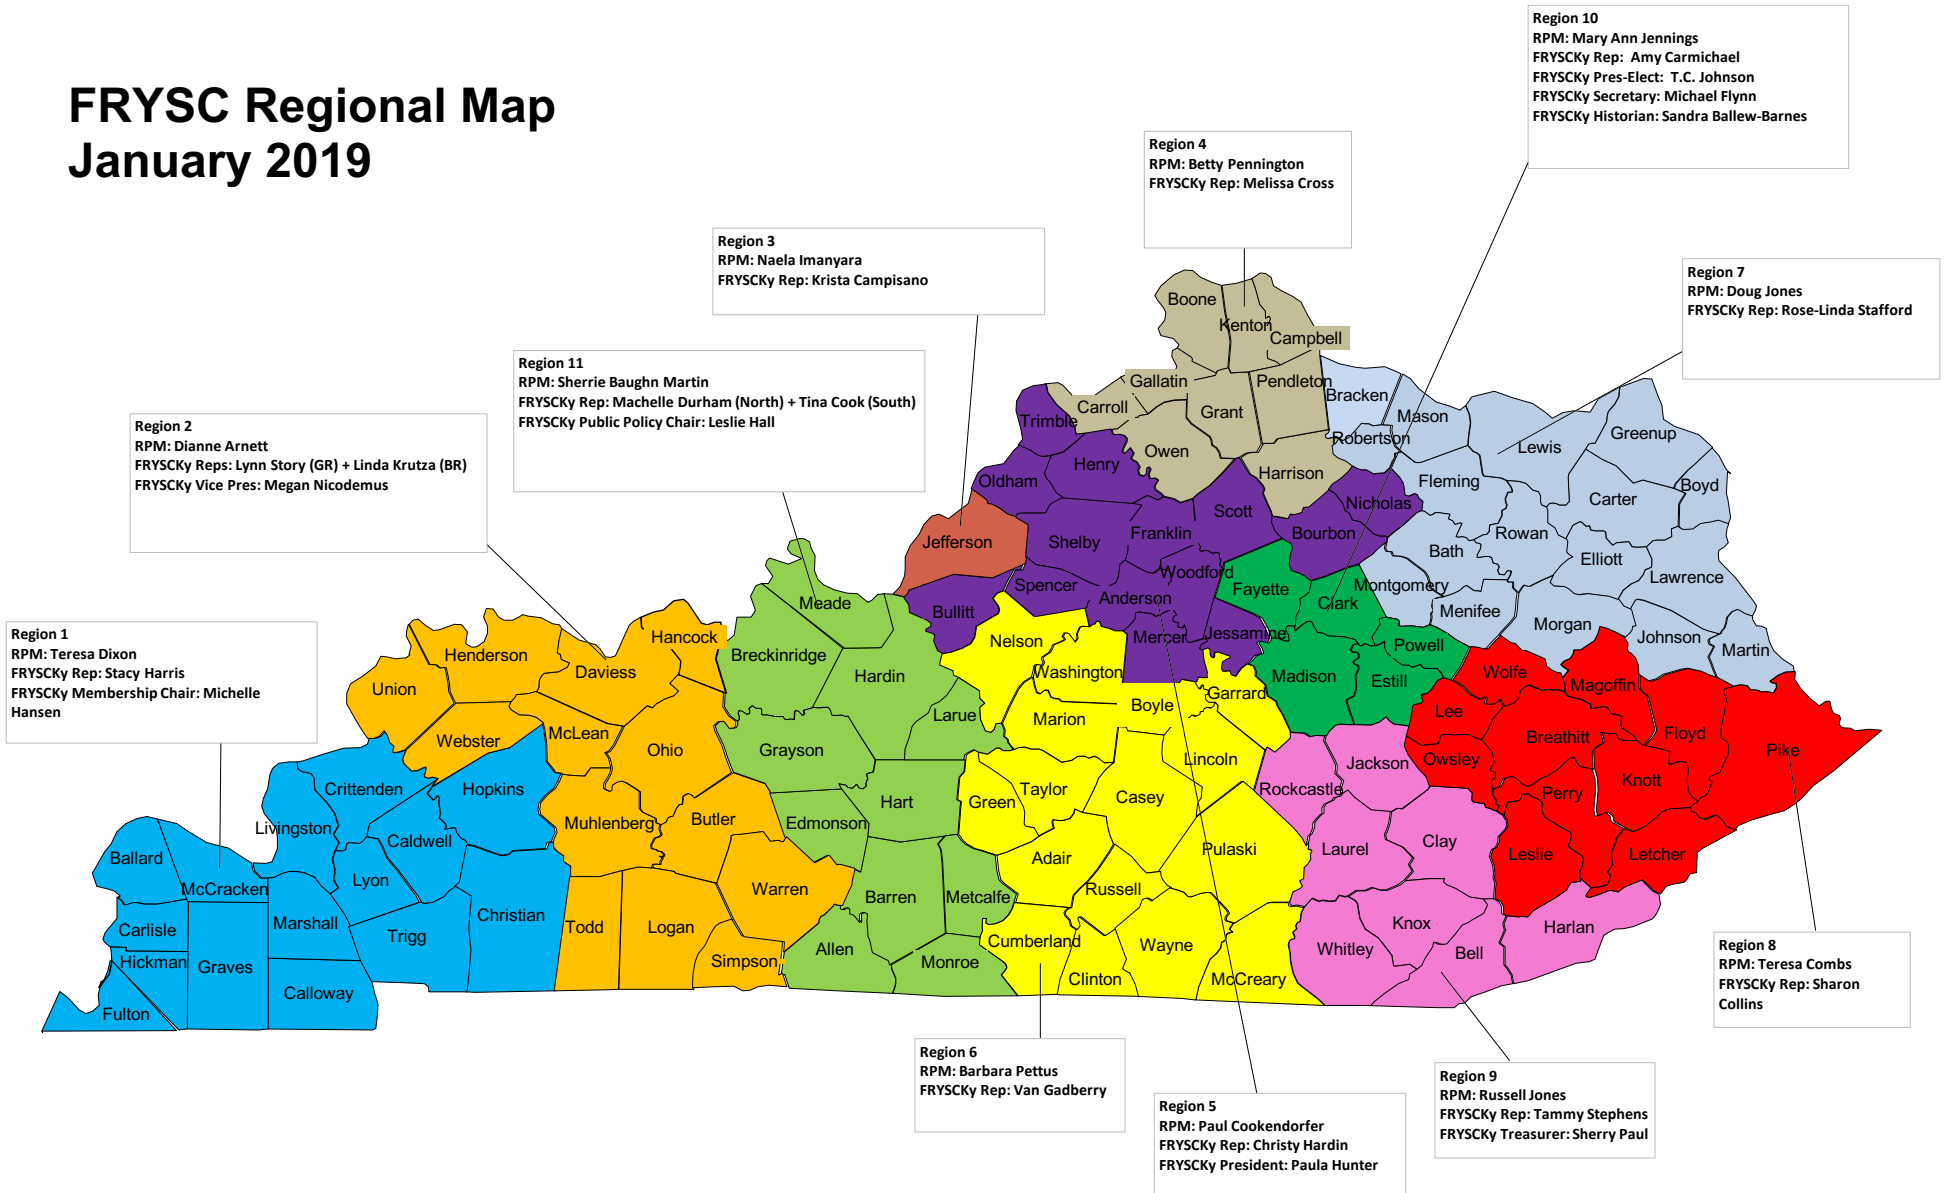 FRYSC Regional Map
January 2019
Region 10
RPM: Mary Ann Jennings
FRYSCKy Rep:  Amy Carmichael
FRYSCKy Pres-Elect:  T.C. Johnson
FRYSCKy Secretary: Michael Flynn
FRYSCKy Historian: Sandra Ballew-Barnes
Region 4
RPM: Betty Pennington
FRYSCKy Rep: Melissa Cross
Region 3
RPM: Naela Imanyara
FRYSCKy Rep: Krista Campisano
Region 7
RPM: Doug Jones
FRYSCKy Rep: Rose-Linda Stafford
Region 11
RPM: Sherrie Baughn Martin
FRYSCKy Rep: Machelle Durham (North) + Tina Cook (South)
FRYSCKy Public Policy Chair: Leslie Hall
Region 2
RPM: Dianne Arnett
FRYSCKy Reps: Lynn Story (GR) + Linda Krutza (BR)
FRYSCKy Vice Pres: Megan Nicodemus
Region 1
RPM: Teresa Dixon
FRYSCKy Rep: Stacy Harris
FRYSCKy Membership Chair: Michelle
Hansen
Boone
Kenton
Campbell
Gallatin
Pendleton
Carroll
Grant
Owen
Harrison
Bracken
Mason
Robertson
Lewis
Greenup
Fleming
Carter
Boyd
Rowan
Bath
Elliott
Lawrence
Montgomery
Menifee
Morgan
Johnson
Martin
Trimble
Henry
Oldham
Nicholas
Scott
Franklin
Bourbon
Shelby
Woodford
Spencer
Anderson
Bullitt
Mercer
Jessamine
Jefferson
Fayette
Clark
Powell
Madison
Estill
Meade
Breckinridge
Hardin
Larue
Grayson
Hart
Edmonson
Barren
Metcalfe
Allen
Monroe
Nelson
Washington
Garrard
Marion
Boyle
Lincoln
Green
Taylor
Casey
Adair
Pulaski
Russell
Cumberland
Wayne
Clinton
McCreary
Hancock
Henderson
Daviess
Union
McLean
Webster
Ohio
Muhlenberg
Butler
Warren
Todd
Logan
Simpson
Crittenden
Hopkins
Livingston
Caldwell
Ballard
Lyon
McCracken
Marshall
Christian
Carlisle
Trigg
Hickman
Graves
Calloway
Fulton
Wolfe
Magoffin
Lee
Floyd
Breathitt
Pike
Owsley
Knott
Perry
Leslie
Letcher
Jackson
Rockcastle
Laurel
Clay
Knox
Whitley
Bell
Harlan
Region 8
RPM: Teresa Combs
FRYSCKy Rep: Sharon
Collins
Region 6
RPM: Barbara Pettus
FRYSCKy Rep: Van Gadberry
Region 9
RPM: Russell Jones
FRYSCKy Rep: Tammy Stephens
FRYSCKy Treasurer: Sherry Paul
Region 5
RPM: Paul Cookendorfer
FRYSCKy Rep: Christy Hardin
FRYSCKy President: Paula Hunter